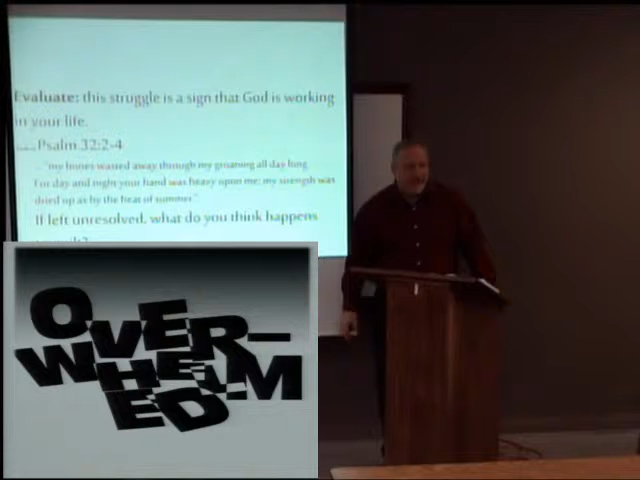 Evaluate: this struggle is a sign that God is working
in your life.
Psalm 32:2-4
"my bones wasted away through my groaning all day long.
For day and night your hand was heavy upon me; my strength was
dried up as by the heat of summer."
If left unresolved, what do you think happens
OVER-
WHELM
ED